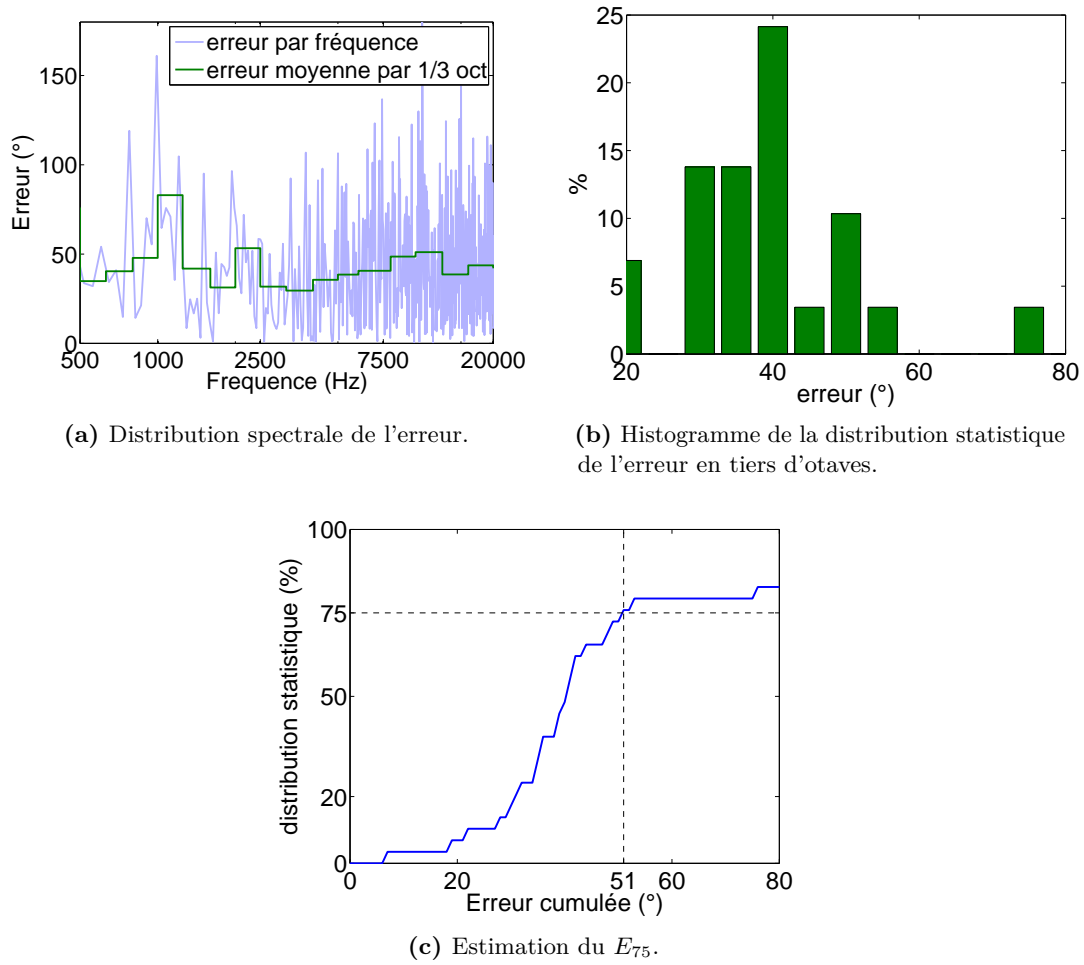 erreur par fréquence
erreur moyenne par 1/3 oct
150
100
50
0
Erreur (°)
500
1000
2500
7500
20000
Frequence (Hz)
(a) Distribution spectrale de l'erreur.
25
20
15
10
5
0
%
20
40
60
80
erreur (°)
(b) Histogramme de la distribution statistique
de l'erreur en tiers d'otaves.
100
75
50
20
0
distribution statistique (%)
0
20
51
60
80
Erreur cumulée (°)
(c) Estimation du E75.